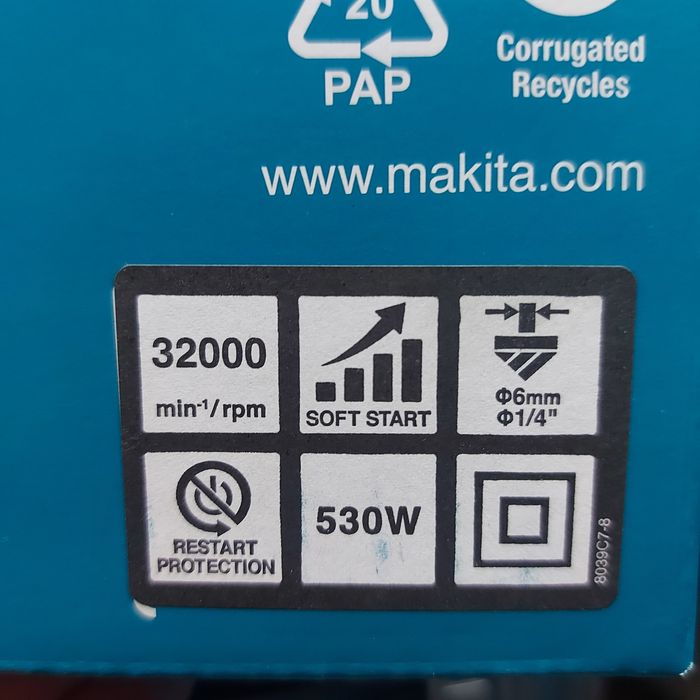 20
PAP
Corrugated
Recycles
www.makita.com
32000
min-1/rpm
SOFT START
Φ6mm
Φ1/4"
RESTART
PROTECTION
530W
8039C7-8